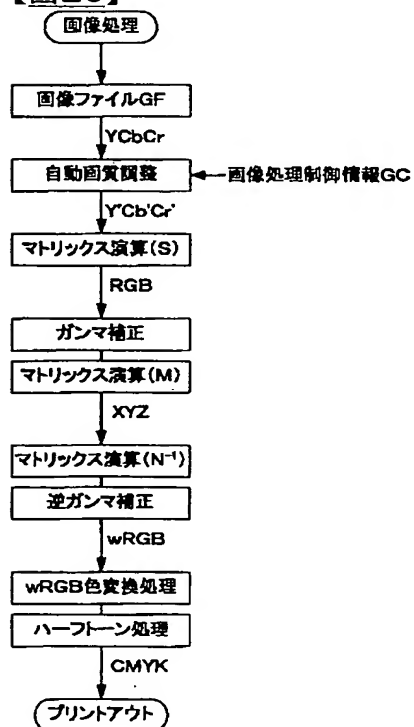 画像処理
画像ファイルGF
YCbCr
自動画質調整
画像処理制御情報GC
Y'Cb'Cr'
マトリックス演算(S)
RGB
ガンマ補正
マトリックス演算(M)
XYZ
マトリックス演算(N⁻¹)
逆ガンマ補正
wRGB
wRGB色変換処理
ハーフトーン処理
CMYK
プリントアウト